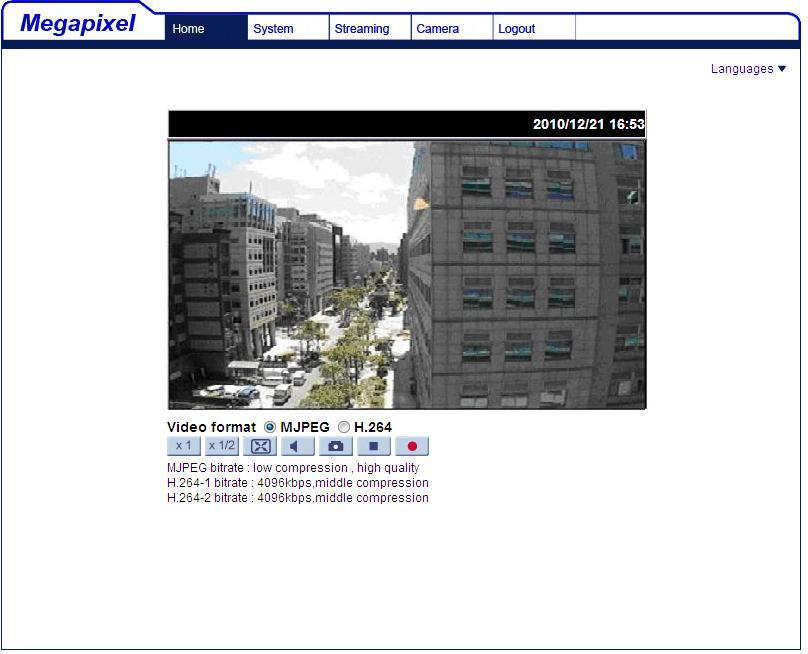 Megapixel
Home System Streaming Camera Logout
Languages
2010/12/21 16:53
Video format MJPEG H.264
x 1 x 1/2
MJPEG bitrate : low compression , high quality
H.264-1 bitrate : 4096kbps,middle compression
H.264-2 bitrate : 4096kbps,middle compression